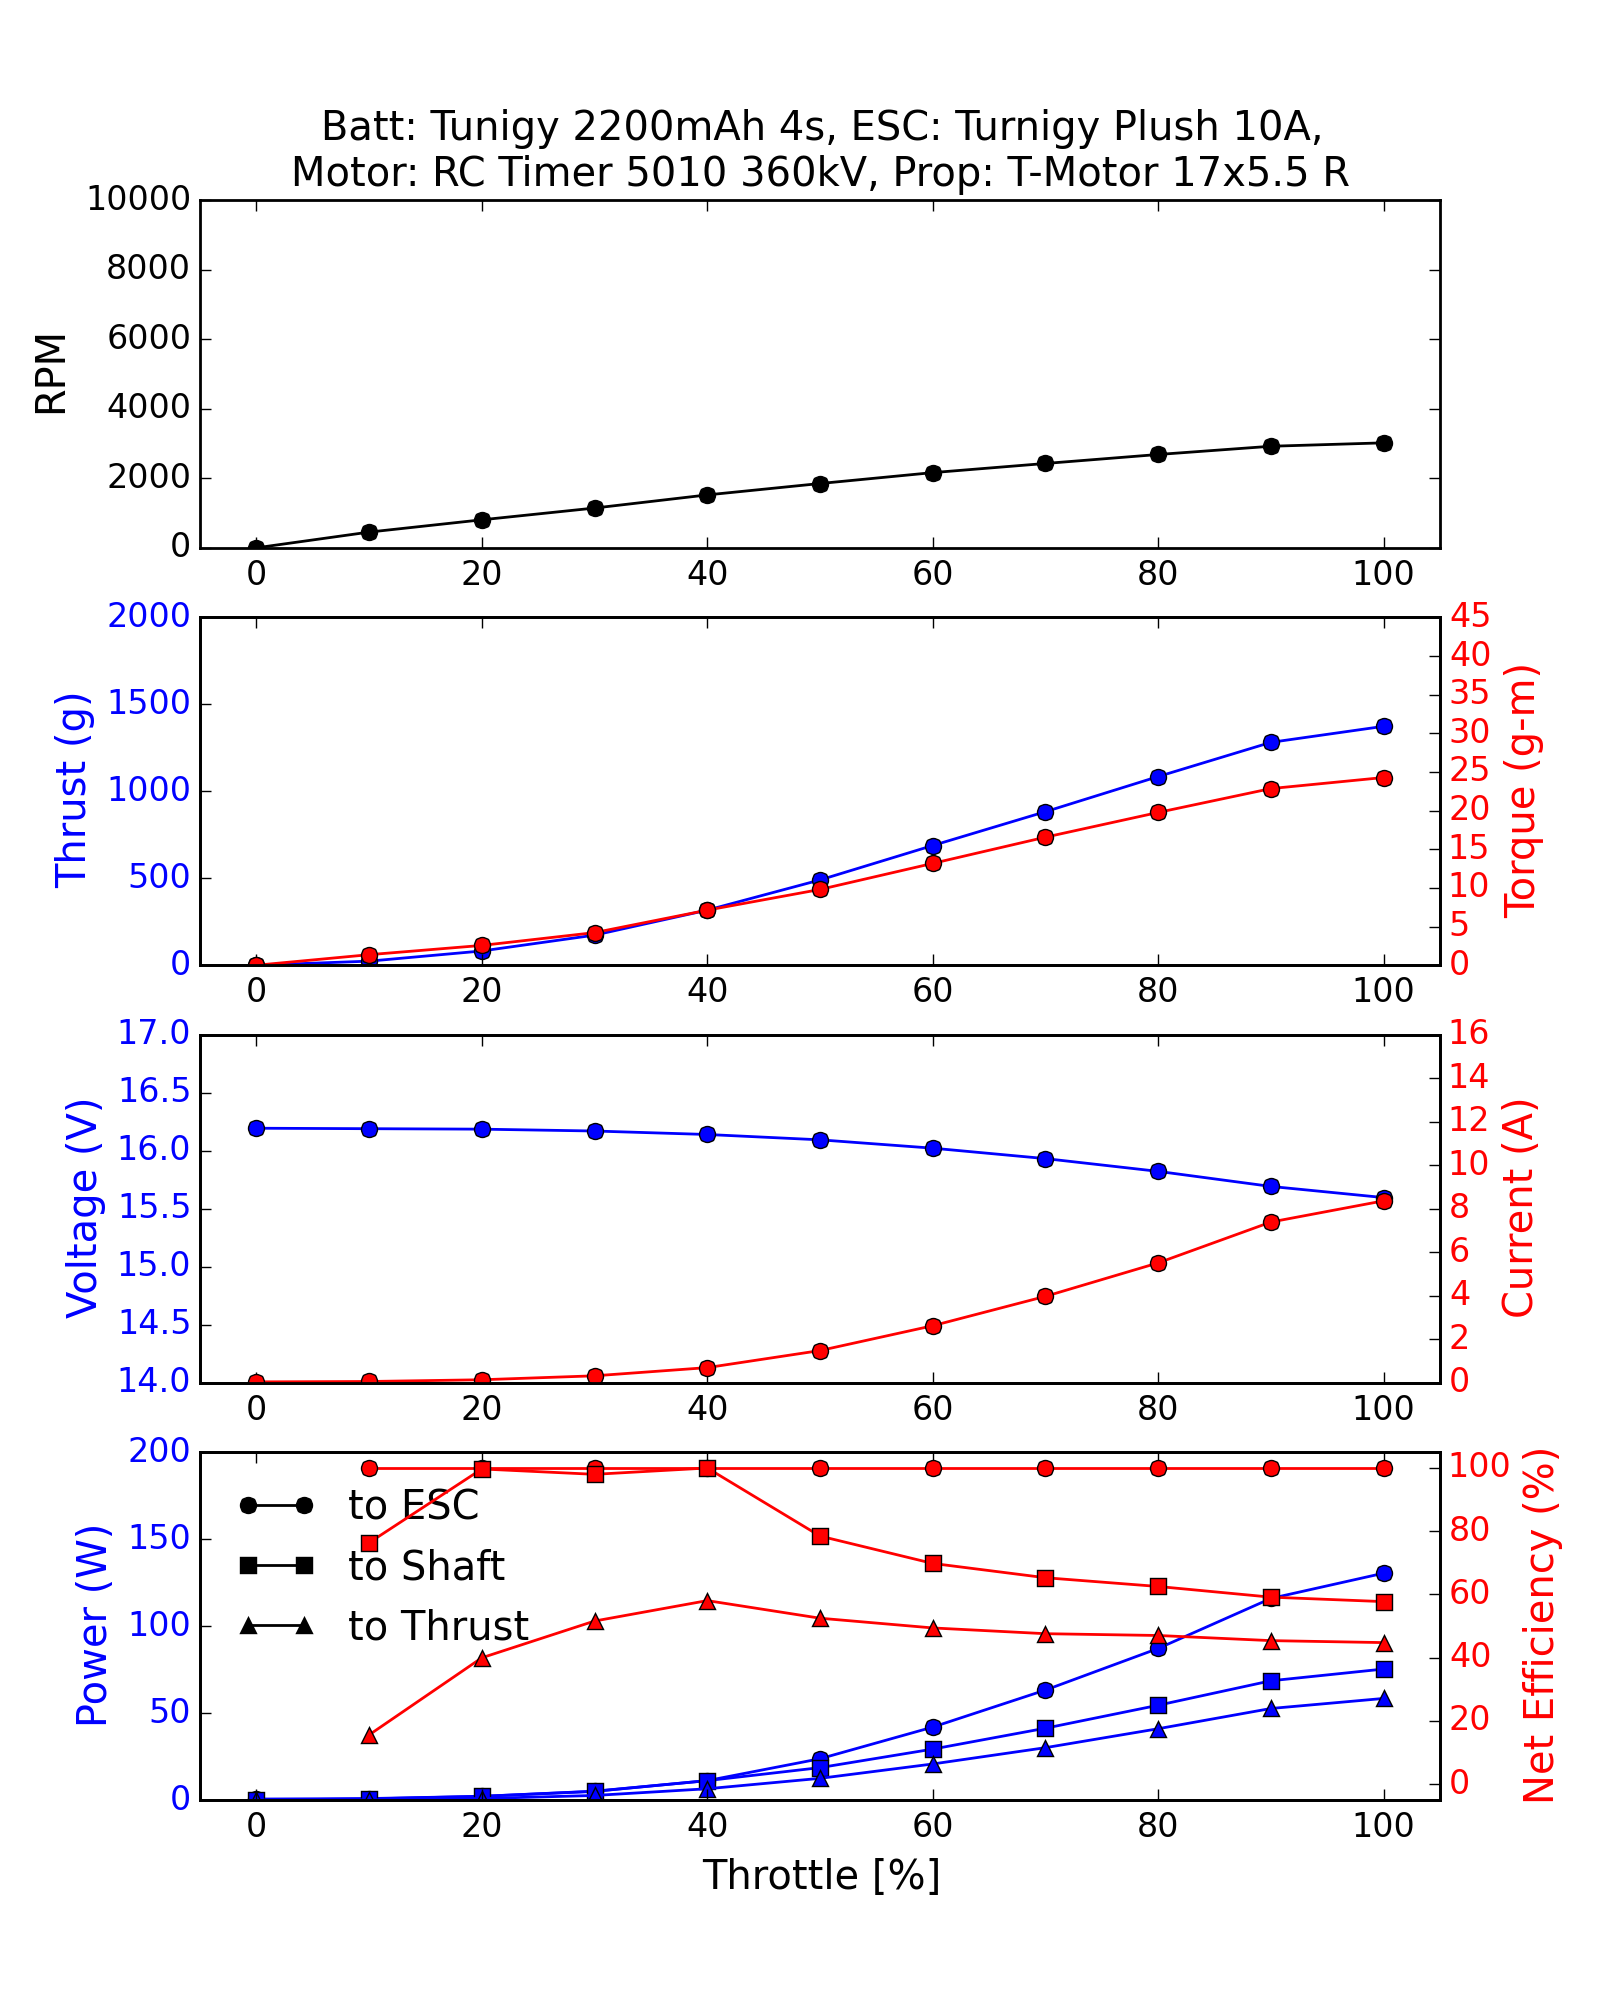 Batt: Tunigy 2200mAh 4s, ESC: Turnigy Plush 10A,
Motor: RC Timer 5010 360kV, Prop: T-Motor 17x5.5 R
10000
8000
6000
4000
2000
0
RPM
0 20 40 60 80 100
2000
1500
1000
500
0
Thrust (g)
45
40
35
30
25
20
15
10
5
0
Torque (g-m)
0 20 40 60 80 100
17.0
16.5
16.0
15.5
15.0
14.5
14.0
Voltage (V)
16
14
12
10
8
6
4
2
0
Current (A)
0 20 40 60 80 100
200
150
100
50
0
Power (W)
to ESC
to Shaft
to Thrust
100
80
60
40
20
0
Net Efficiency (%)
0 20 40 60 80 100
Throttle [%]